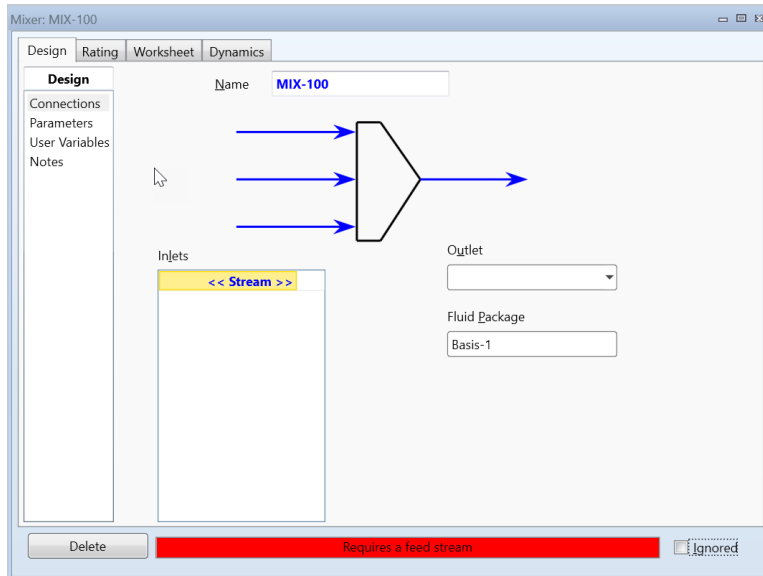 Mixer: MIX-100
Design Rating Worksheet Dynamics
Design
Connections
Parameters
User Variables
Notes
Name MIX-100
Inlets
<< Stream >>
Outlet
Fluid Package
Basis-1
Delete Requires a feed stream Ignored